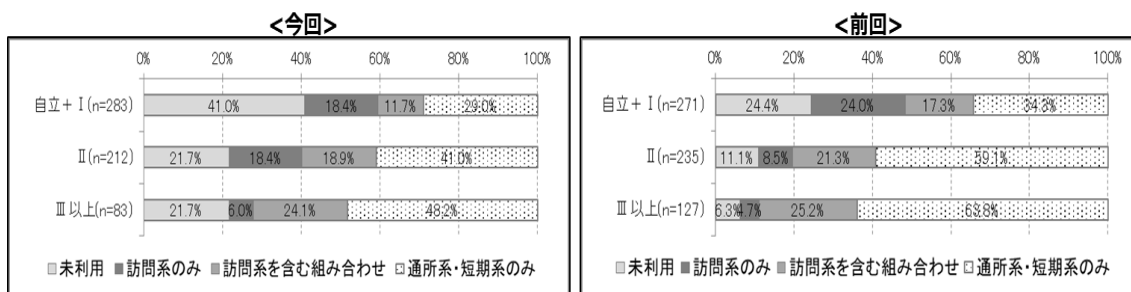 <今回>
0% 20% 40% 60% 80% 100%
自立+Ⅰ(n=283) 41.0% 18.4% 11.7% 29.0%
Ⅱ(n=212) 21.7% 18.4% 18.9% 41.0%
Ⅲ以上(n=83) 21.7% 6.0% 24.1% 48.2%
未利用 訪問系のみ 訪問系を含む組み合わせ 通所系・短期系のみ
<前回>
0% 20% 40% 60% 80% 100%
自立+Ⅰ(n=271) 24.4% 24.0% 17.3% 34.3%
Ⅱ(n=235) 11.1% 8.5% 21.3% 59.1%
Ⅲ以上(n=127) 6.3% 4.7% 25.2% 63.8%
未利用 訪問系のみ 訪問系を含む組み合わせ 通所系・短期系のみ